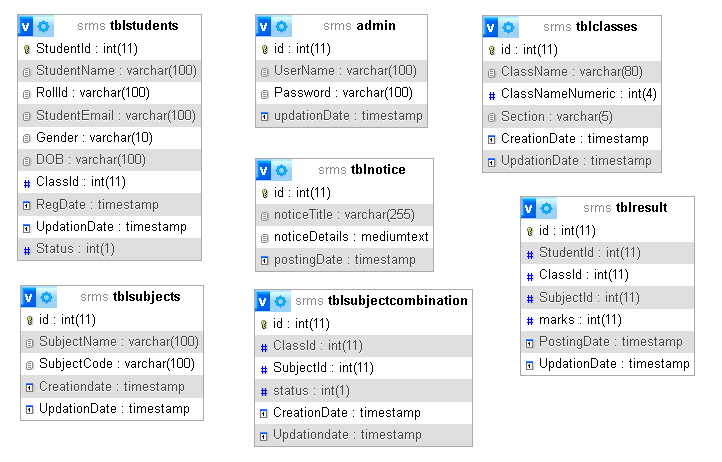 v srms tblstudents
StudentId : int(11)
StudentName : varchar(100)
RollId : varchar(100)
StudentEmail : varchar(100)
Gender : varchar(10)
DOB : varchar(100)
# ClassId : int(11)
RegDate : timestamp
UpdationDate : timestamp
# Status : int(1)
v srms admin
id : int(11)
UserName : varchar(100)
Password : varchar(100)
updationDate : timestamp
v srms tblclasses
id : int(11)
ClassName : varchar(80)
# ClassNameNumeric : int(4)
Section : varchar(5)
CreationDate : timestamp
UpdationDate : timestamp
v srms tblnotice
id : int(11)
noticeTitle : varchar(255)
noticeDetails : mediumtext
postingDate : timestamp
v srms tblresult
id : int(11)
# StudentId : int(11)
# ClassId : int(11)
# SubjectId : int(11)
# marks : int(11)
PostingDate : timestamp
UpdationDate : timestamp
v srms tblsubjects
id : int(11)
SubjectName : varchar(100)
SubjectCode : varchar(100)
Creationdate : timestamp
UpdationDate : timestamp
v srms tblsubjectcombination
id : int(11)
# ClassId : int(11)
# SubjectId : int(11)
# status : int(1)
CreationDate : timestamp
Updationdate : timestamp